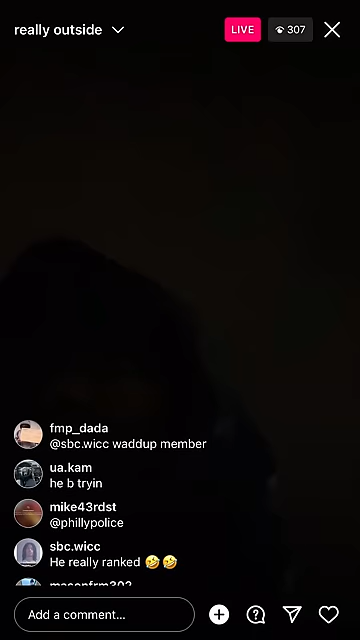 really outside
LIVE
307
fmp_dada
@sbc.wicc waddup member
ua.kam
he b tryin
mike43rdst
@phillypolice
sbc.wicc
He really ranked 🤣🤣
masonfrm302
Add a comment...